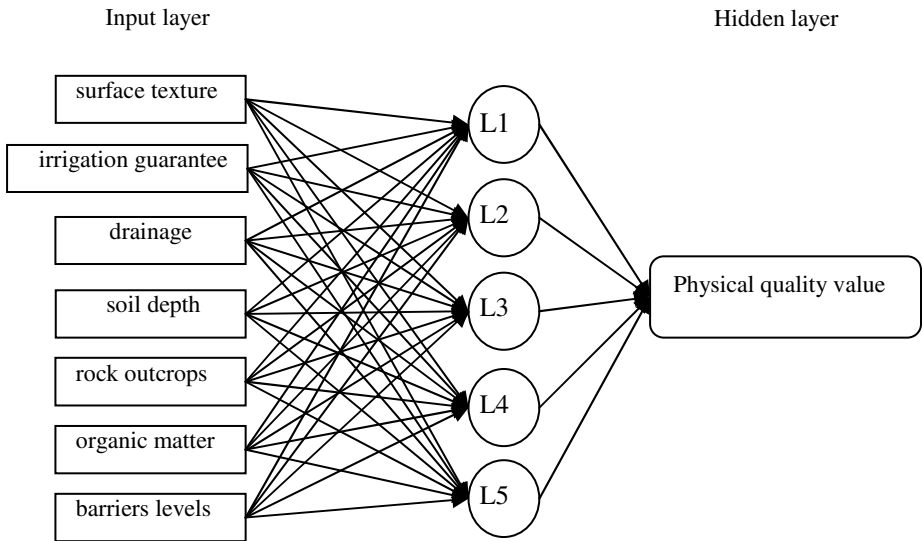 Input layer
Hidden layer
surface texture
irrigation guarantee
drainage
soil depth
rock outcrops
organic matter
barriers levels
L1
L2
L3
L4
L5
Physical quality value